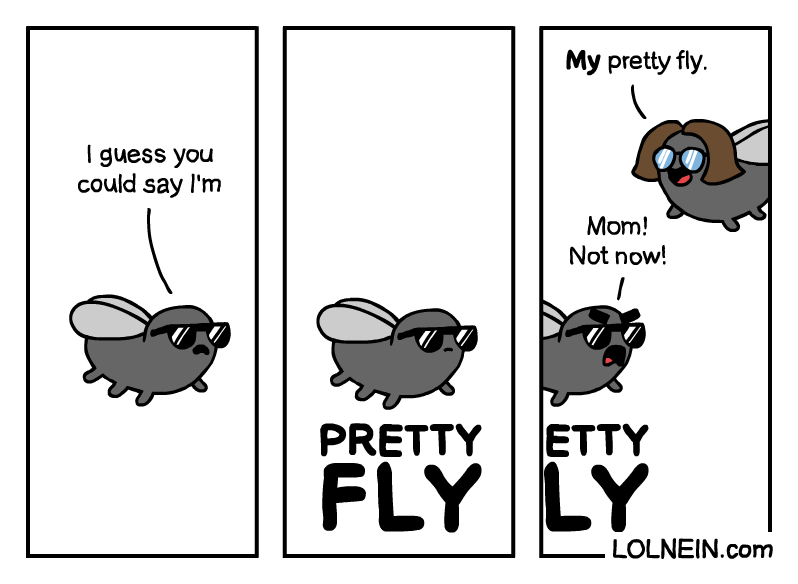 I guess you
could say I'm
PRETTY
FLY
My pretty fly.
Mom!
Not now!
ETTY
LY
LOLNEIN.com